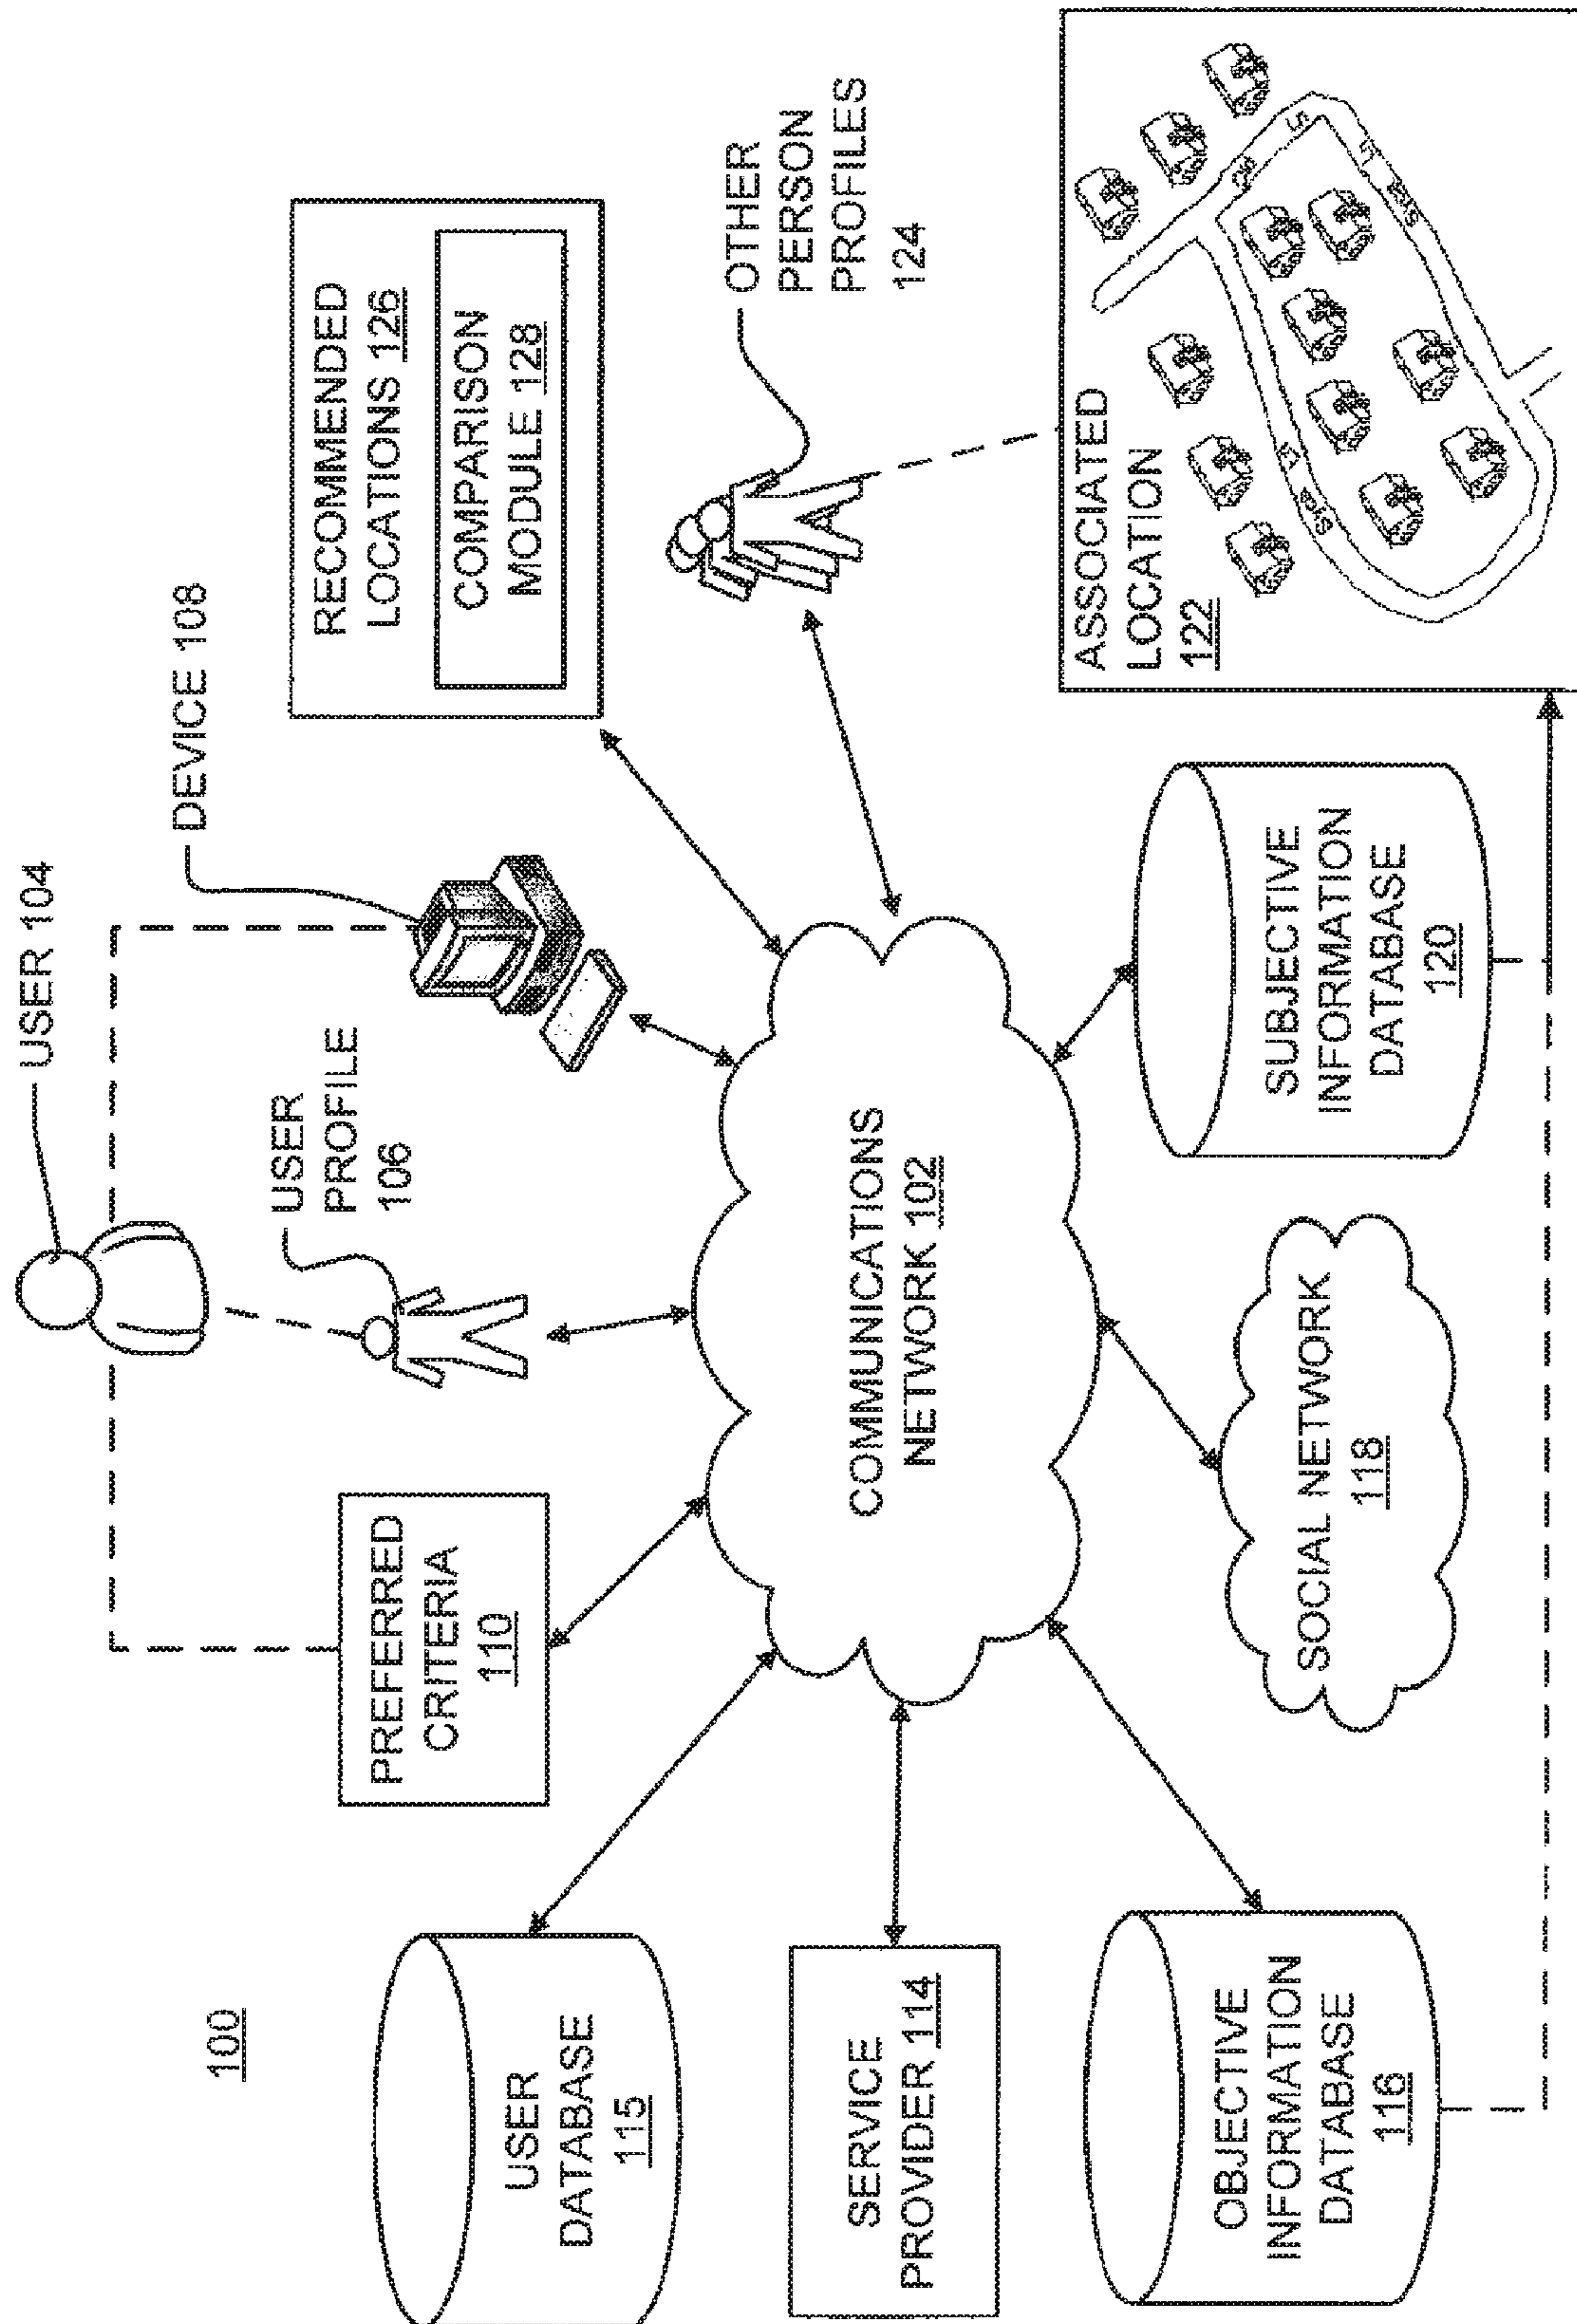 100
USER 104
USER
PROFILE
106
DEVICE 108
PREFERRED
CRITERIA
110
RECOMMENDED
LOCATIONS 126
COMPARISON
MODULE 128
USER
DATABASE
115
OTHER
PERSON
PROFILES
124
SERVICE
PROVIDER 114
COMMUNICATIONS
NETWORK 102
OBJECTIVE
INFORMATION
DATABASE
116
SOCIAL NETWORK
118
SUBJECTIVE
INFORMATION
DATABASE
120
ASSOCIATED
LOCATION
122